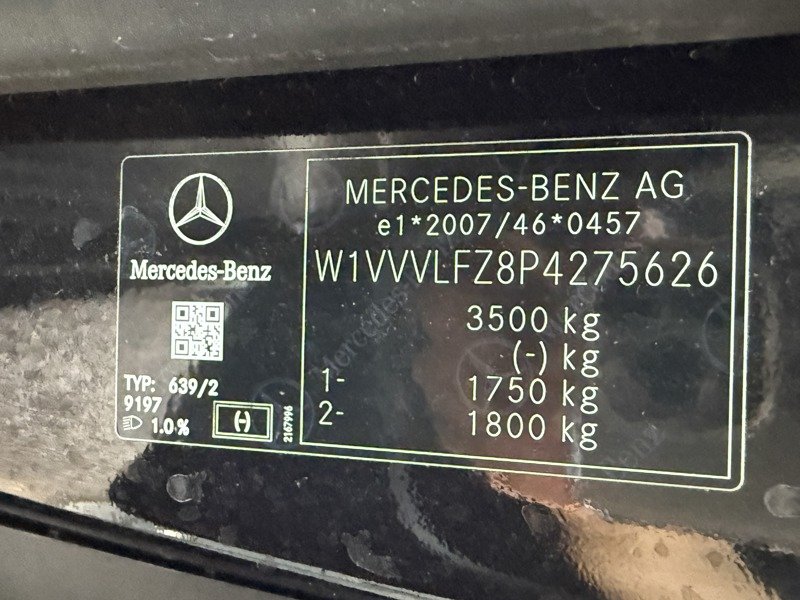 MERCEDES-BENZ AG
e1*2007/46*0457
W1VVVLFZ8P4275626
3500 kg
(-) kg
1- 1750 kg
2- 1800 kg
Mercedes-Benz
TYP: 639/2
9197
1.0%
(-)
2167996